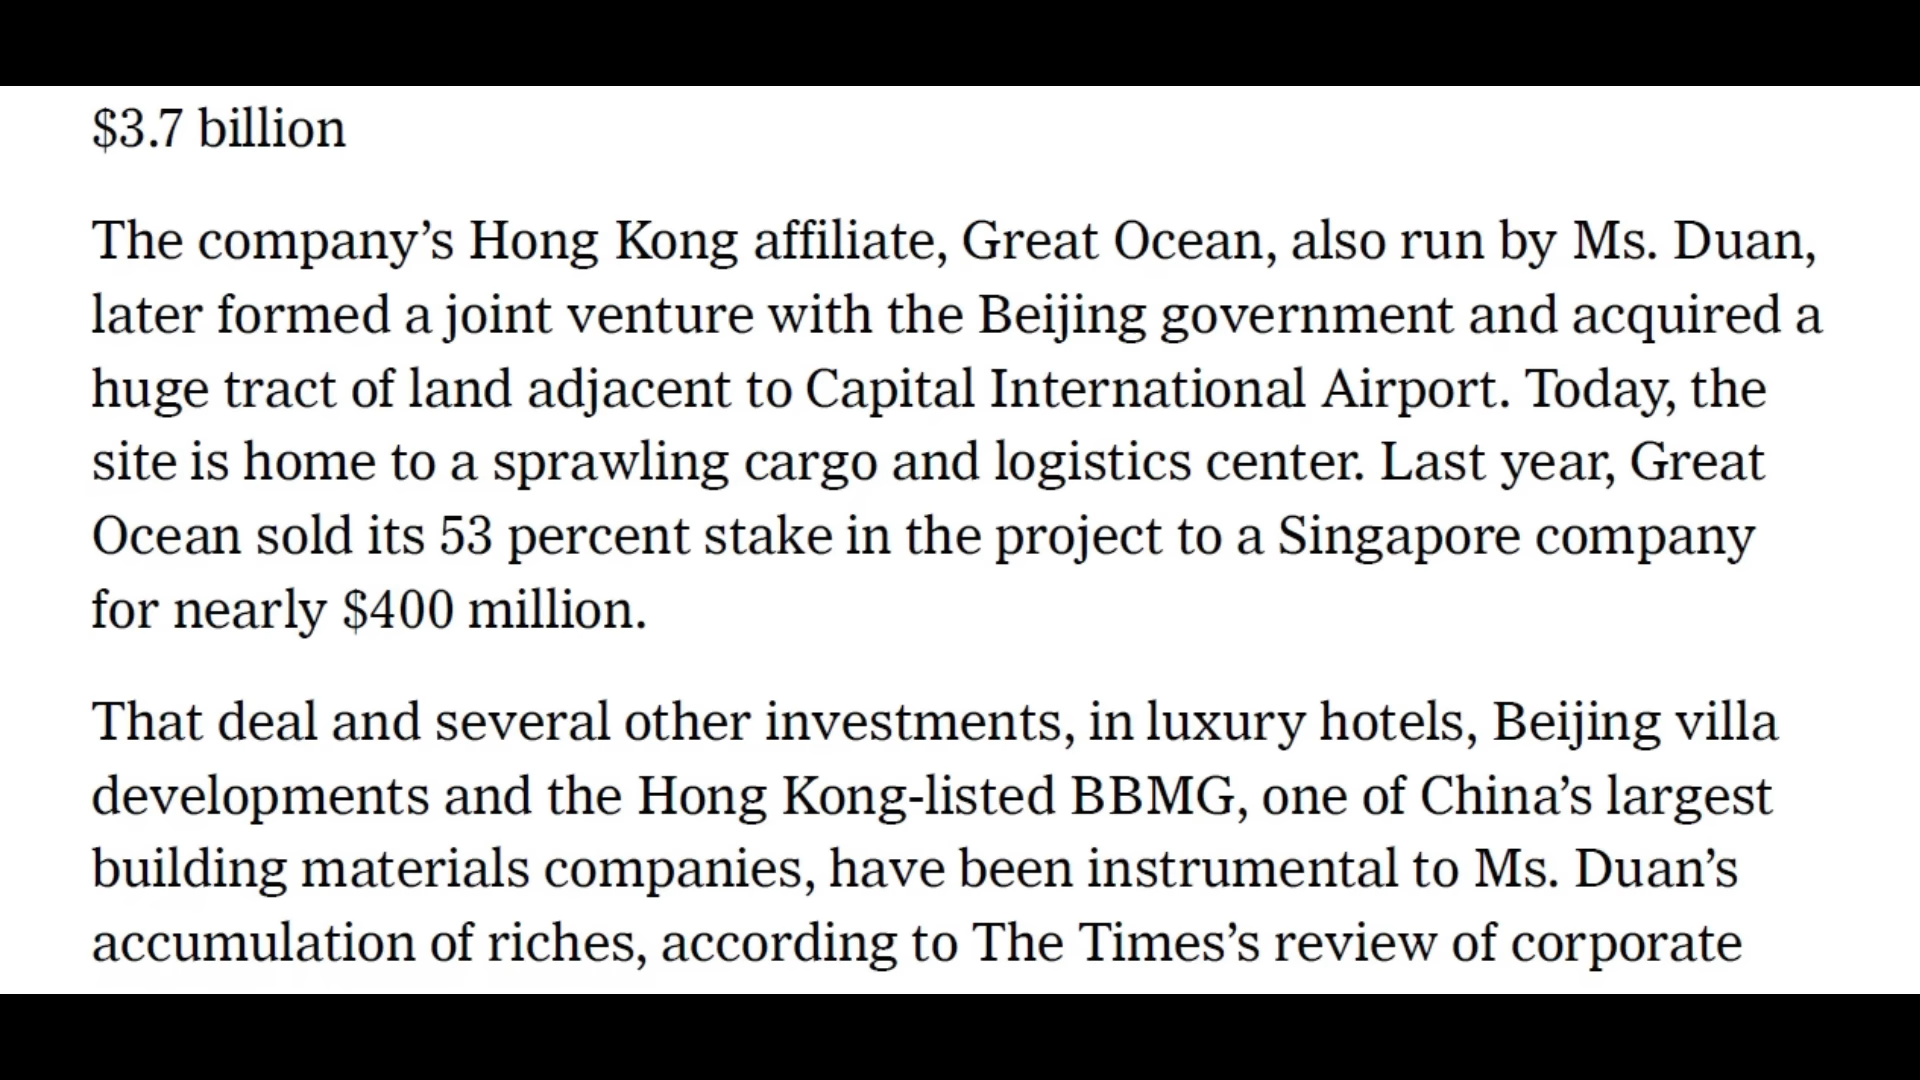 $3.7 billion
The company’s Hong Kong affiliate, Great Ocean, also run by Ms. Duan,
later formed a joint venture with the Beijing government and acquired a
huge tract of land adjacent to Capital International Airport. Today, the
site is home to a sprawling cargo and logistics center. Last year, Great
Ocean sold its 53 percent stake in the project to a Singapore company
for nearly $400 million.
That deal and several other investments, in luxury hotels, Beijing villa
developments and the Hong Kong-listed BBMG, one of China’s largest
building materials companies, have been instrumental to Ms. Duan’s
accumulation of riches, according to The Times’s review of corporate